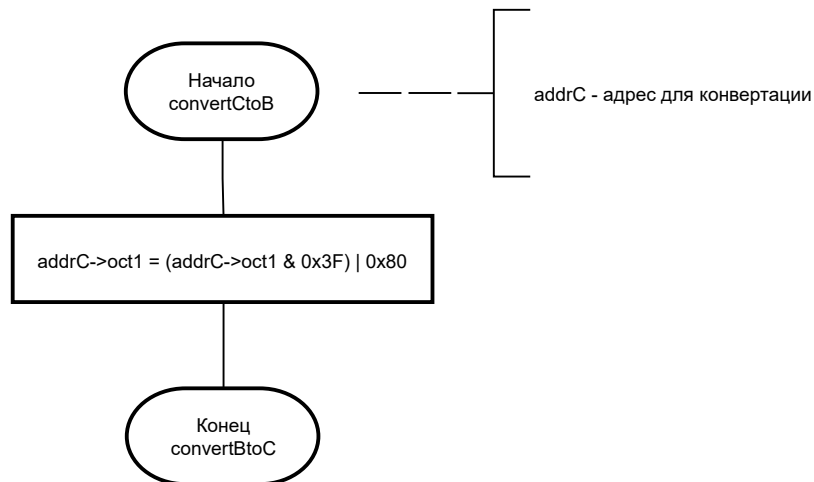 Начало
convertCtoB
addrC - адрес для конвертации
addrC->oct1 = (addrC->oct1 & 0x3F) | 0x80
Конец
convertBtoC